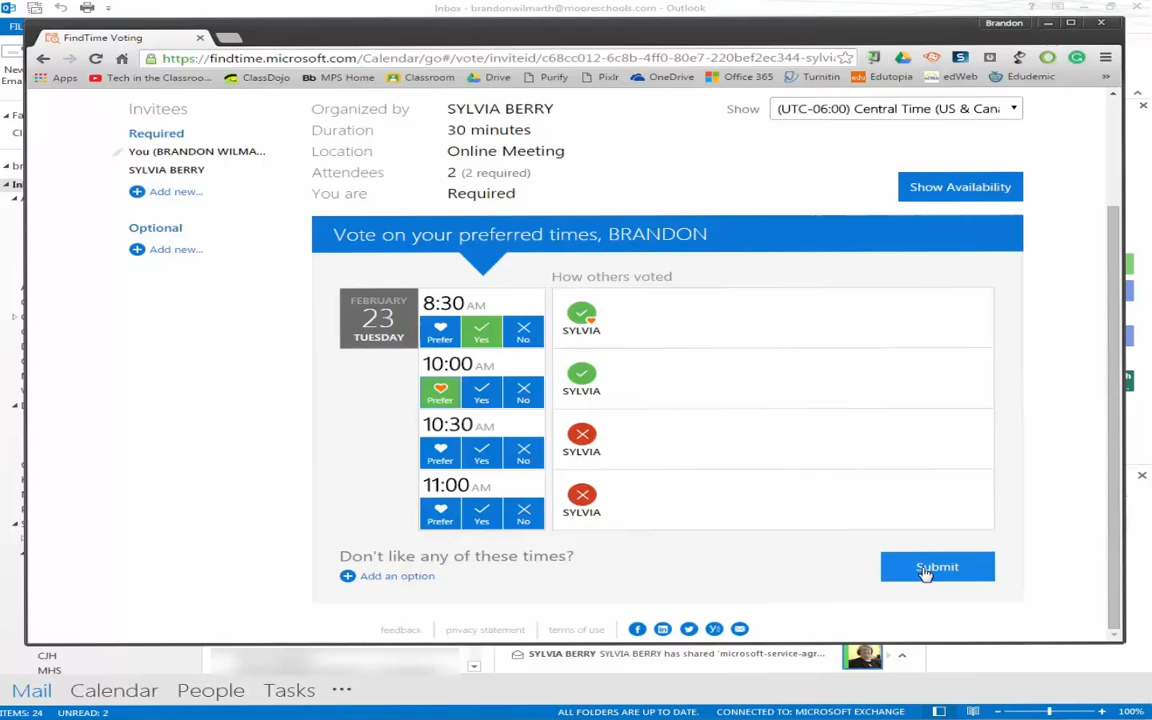 Inbox - brandonwilmarth@mooreschools.com - Outlook
FindTime Voting
Brandon
https://findtime.microsoft.com/Calendar/go#/vote/inviteid/c68cc012-6c8b-4ff0-80e7-220bef2ec344-sylvi
Apps Tech in the Classroo... ClassDojo Bb MPS Home Classroom Drive Purify Pixlr OneDrive Office 365 Turnitin edu Edutopia edWeb Edudemic »
Invitees
Required
You (BRANDON WILMA...
SYLVIA BERRY
Add new...
Optional
Add new...
Organized by SYLVIA BERRY
Duration 30 minutes
Location Online Meeting
Attendees 2 (2 required)
You are Required
Show (UTC-06:00) Central Time (US & Can
Show Availability
Vote on your preferred times, BRANDON
How others voted
FEBRUARY
23
TUESDAY
8:30 AM
Prefer Yes No
SYLVIA
10:00 AM
Prefer Yes No
SYLVIA
10:30 AM
Prefer Yes No
SYLVIA
11:00 AM
Prefer Yes No
SYLVIA
Don't like any of these times?
Add an option
Submit
feedback privacy statement terms of use
CJH
MHS
SYLVIA BERRY SYLVIA BERRY has shared 'microsoft-service-agr...
Mail Calendar People Tasks ...
ITEMS: 24 UNREAD: 2 ALL FOLDERS ARE UP TO DATE. CONNECTED TO: MICROSOFT EXCHANGE 100%